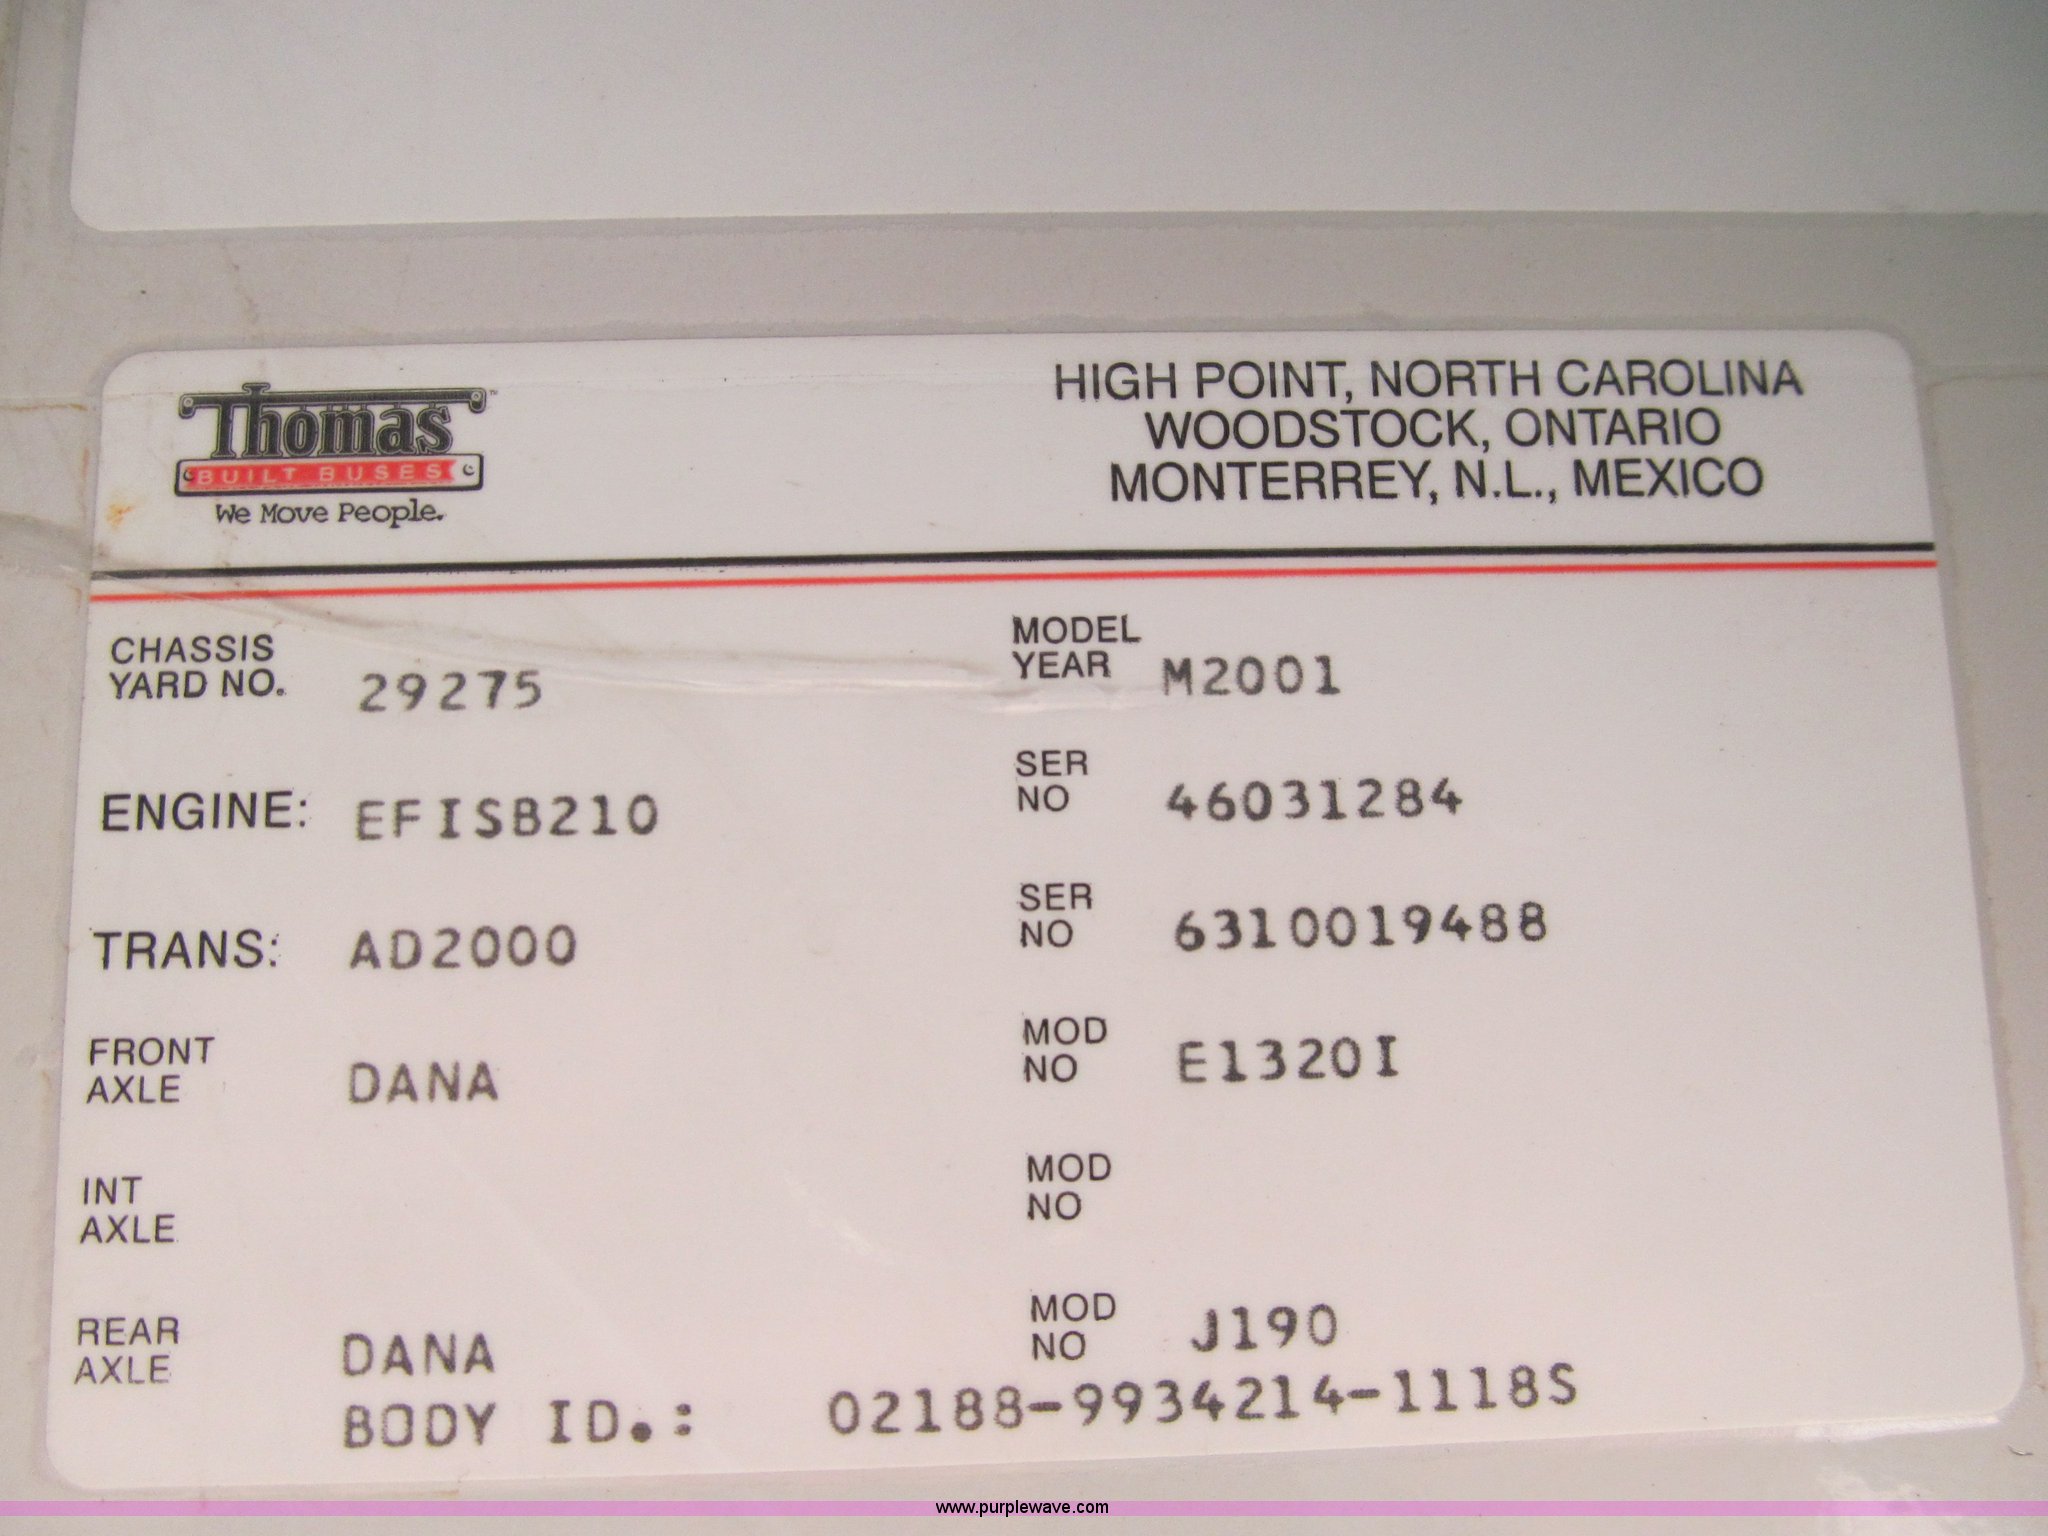 Thomas™
BUILT BUSES
We Move People.
HIGH POINT, NORTH CAROLINA
WOODSTOCK, ONTARIO
MONTERREY, N.L., MEXICO
CHASSIS
YARD NO. 29275
MODEL
YEAR M2001
ENGINE: EFISB210
SER
NO 46031284
TRANS: AD2000
SER
NO 6310019488
FRONT
AXLE DANA
MOD
NO E1320I
INT
AXLE
MOD
NO
REAR
AXLE DANA
MOD
NO J190
BODY ID.: 02188-9934214-1118S
www.purplewave.com